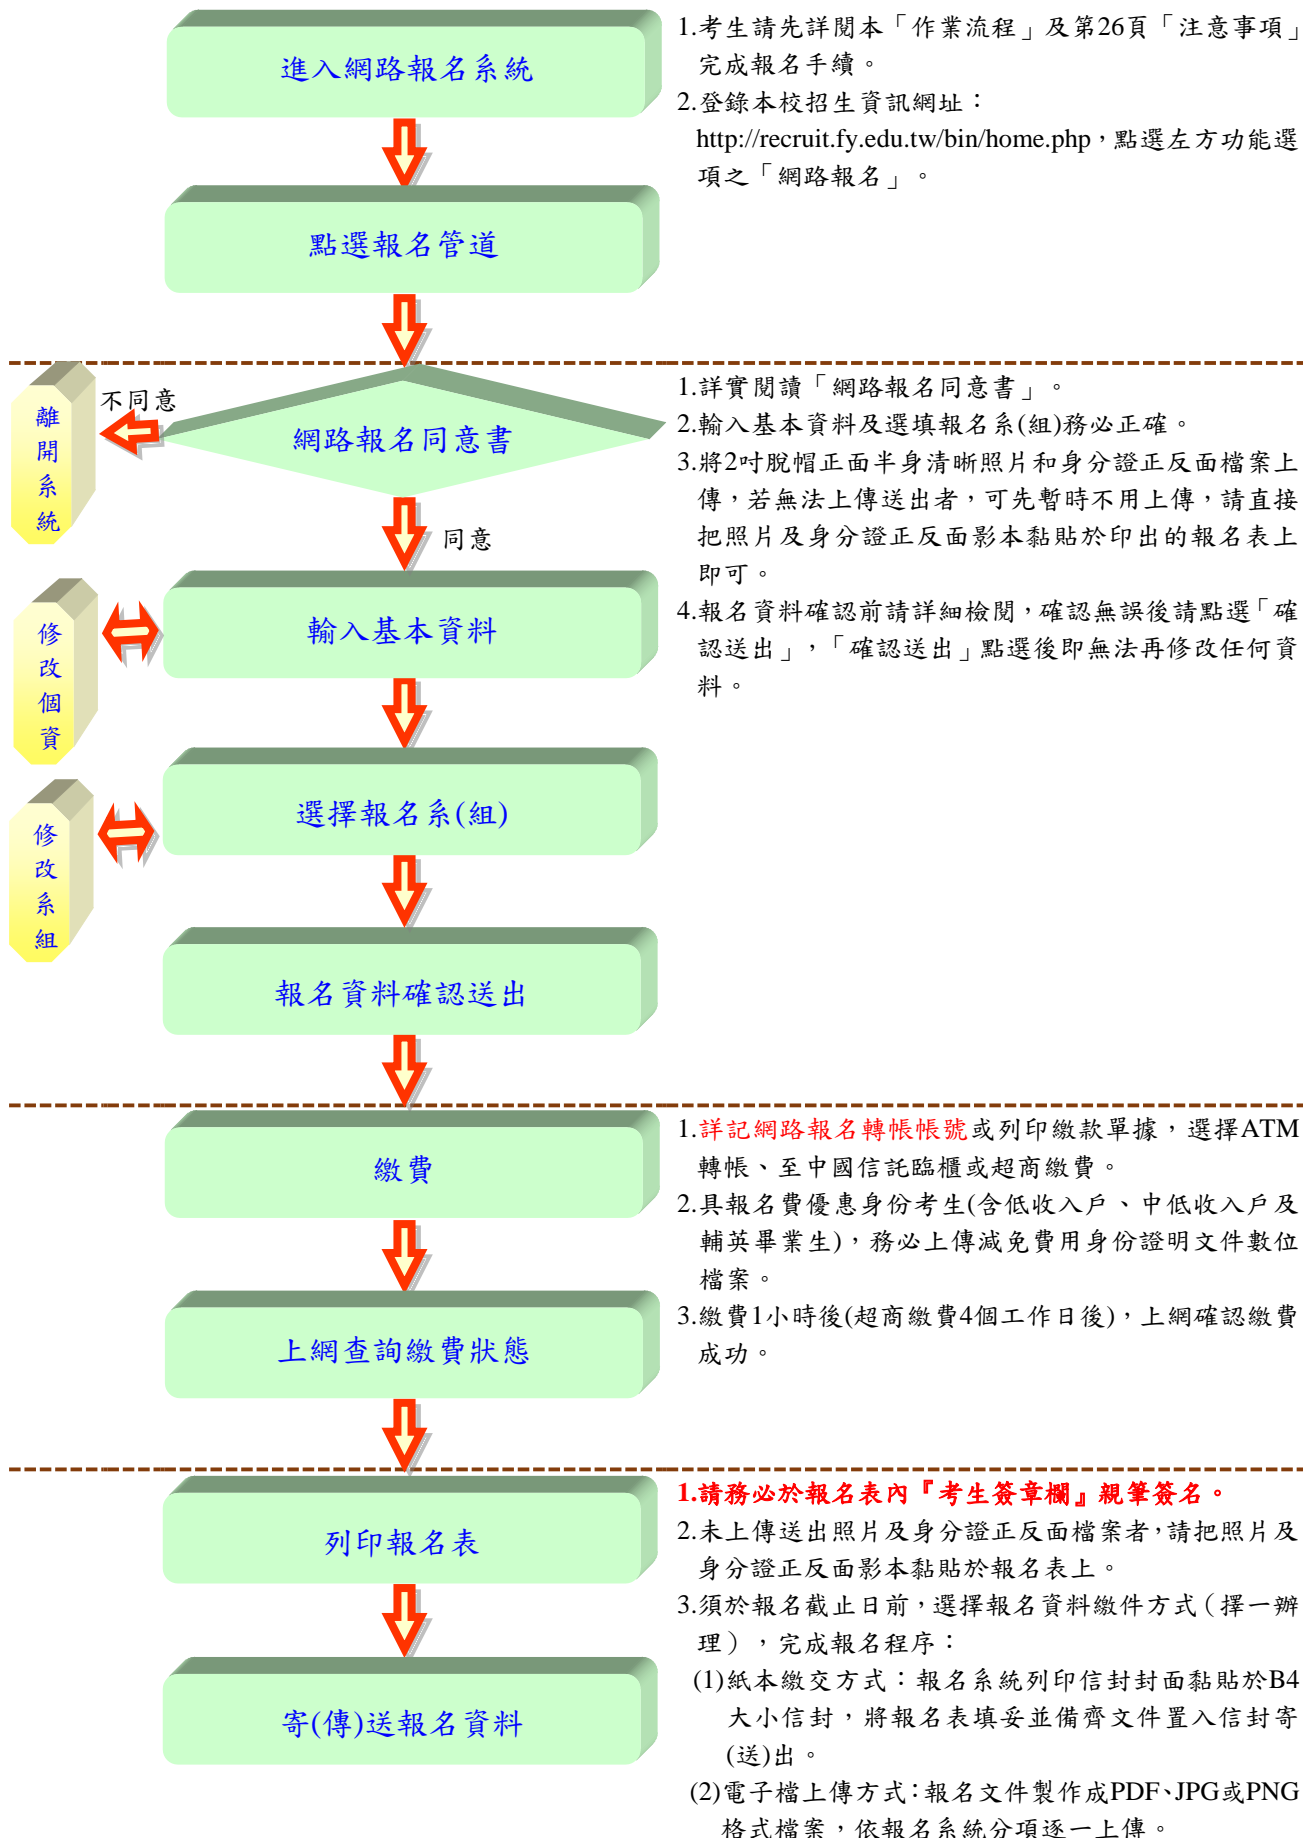 進入網路報名系統
1.考生請先詳閱本「作業流程」及第26頁「注意事項」
完成報名手續。
2.登錄本校招生資訊網址：
http://recruit.fy.edu.tw/bin/home.php，點選左方功能選
項之「網路報名」。
點選報名管道
不同意
離
開
系
統
網路報名同意書
同意
1.詳實閱讀「網路報名同意書」。
2.輸入基本資料及選填報名系(組)務必正確。
3.將2吋脫帽正面半身清晰照片和身分證正反面檔案上
傳，若無法上傳送出者，可先暫時不用上傳，請直接
把照片及身分證正反面影本黏貼於印出的報名表上
即可。
4.報名資料確認前請詳細檢閱，確認無誤後請點選「確
認送出」，「確認送出」點選後即無法再修改任何資
料。
修
改
個
資
輸入基本資料
修
改
系
組
選擇報名系(組)
報名資料確認送出
繳費
1.詳記網路報名轉帳帳號或列印繳款單據，選擇ATM
轉帳、至中國信託臨櫃或超商繳費。
2.具報名費優惠身份考生(含低收入戶、中低收入戶及
輔英畢業生)，務必上傳減免費用身份證明文件數位
檔案。
3.繳費1小時後(超商繳費4個工作日後)，上網確認繳費
成功。
上網查詢繳費狀態
列印報名表
1.請務必於報名表內『考生簽章欄』親筆簽名。
2.未上傳送出照片及身分證正反面檔案者，請把照片及
身分證正反面影本黏貼於報名表上。
3.須於報名截止日前，選擇報名資料繳件方式（擇一辦
理），完成報名程序：
(1)紙本繳交方式：報名系統列印信封封面黏貼於B4
大小信封，將報名表填妥並備齊文件置入信封寄
(送)出。
(2)電子檔上傳方式：報名文件製作成PDF、JPG或PNG
格式檔案，依報名系統分項逐一上傳。
寄(傳)送報名資料